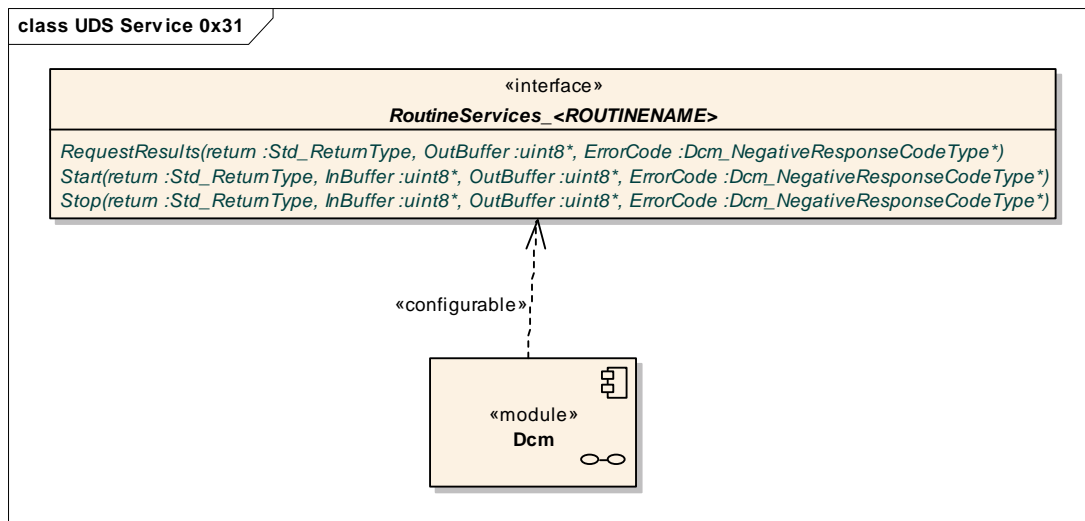 class UDS Service 0x31
«interface»
RoutineServices_<ROUTINENAME>
RequestResults(return :Std_ReturnType, OutBuffer :uint8*, ErrorCode :Dcm_NegativeResponseCodeType*)
Start(return :Std_ReturnType, InBuffer :uint8*, OutBuffer :uint8*, ErrorCode :Dcm_NegativeResponseCodeType*)
Stop(return :Std_ReturnType, InBuffer :uint8*, OutBuffer :uint8*, ErrorCode :Dcm_NegativeResponseCodeType*)
«configurable»
«module»
Dcm